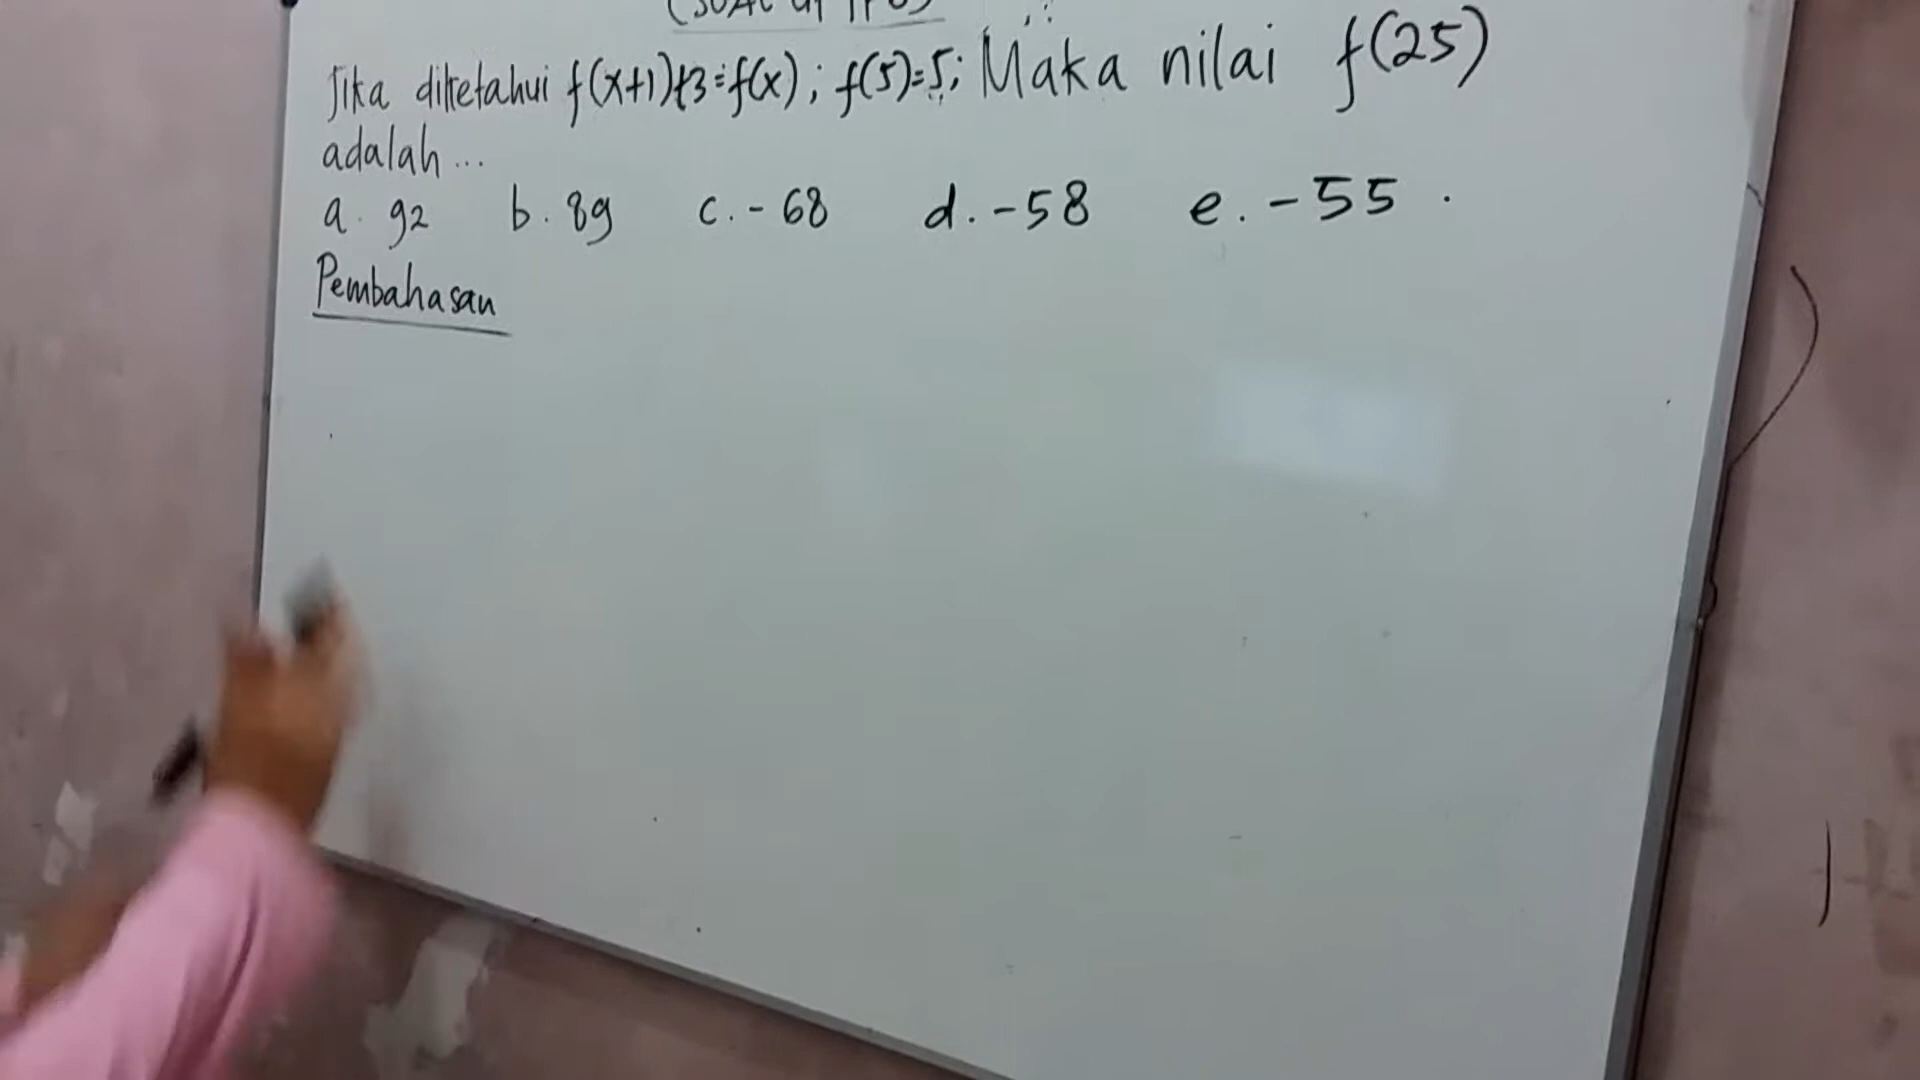 Jika diketahui f(x+1)+3=f(x); f(5)=5; Maka nilai f(25)
adalah...
a. 92 b. 89 c. -68 d. -58 e. -55.
Pembahasan